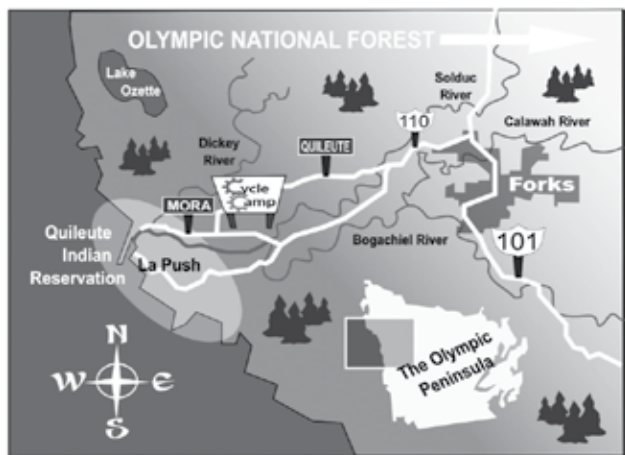 OLYMPIC NATIONAL FOREST
Lake
Ozette
Solduc
River
Calawah River
110
Dickey
River
QUILEUTE
Forks
Cycle
Camp
MORA
Quileute
Indian
Reservation
La Push
Bogachiel River
101
The Olympic
Peninsula
N
W
E
S